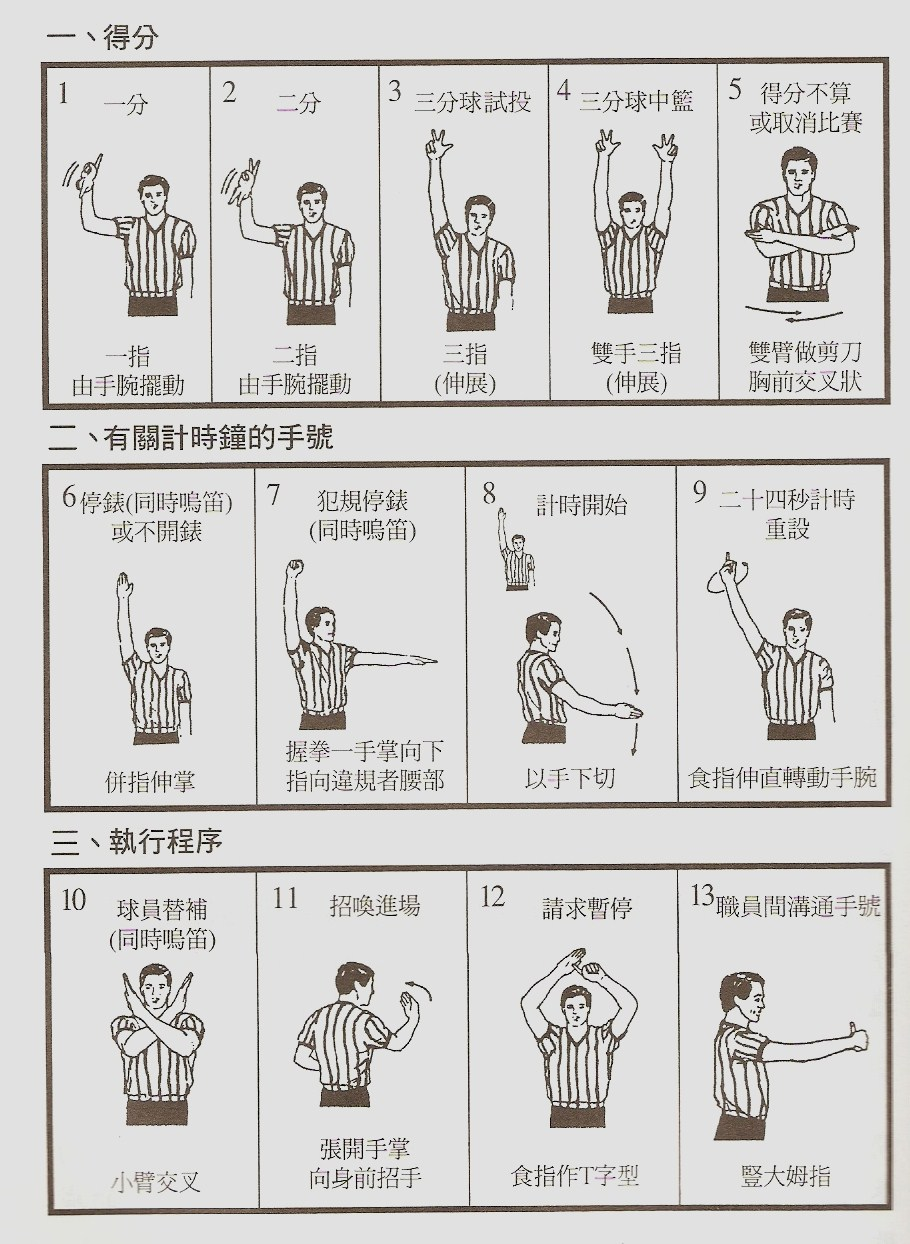 一、得分
1 一分
一指
由手腕擺動
2 二分
二指
由手腕擺動
3 三分球試投
三指
(伸展)
4 三分球中籃
雙手三指
(伸展)
5 得分不算
或取消比賽
雙臂做剪刀
胸前交叉狀
二、有關計時鐘的手號
6 停錶(同時嗚笛)
或不開錶
併指伸掌
7 犯規停錶
(同時嗚笛)
握拳一手掌向下
指向違規者腰部
8 計時開始
以手下切
9 二十四秒計時
重設
食指伸直轉動手腕
三、執行程序
10 球員替補
(同時嗚笛)
小臂交叉
11 招喚進場
張開手掌
向身前招手
12 請求暫停
食指作T字型
13 職員間溝通手號
豎大姆指